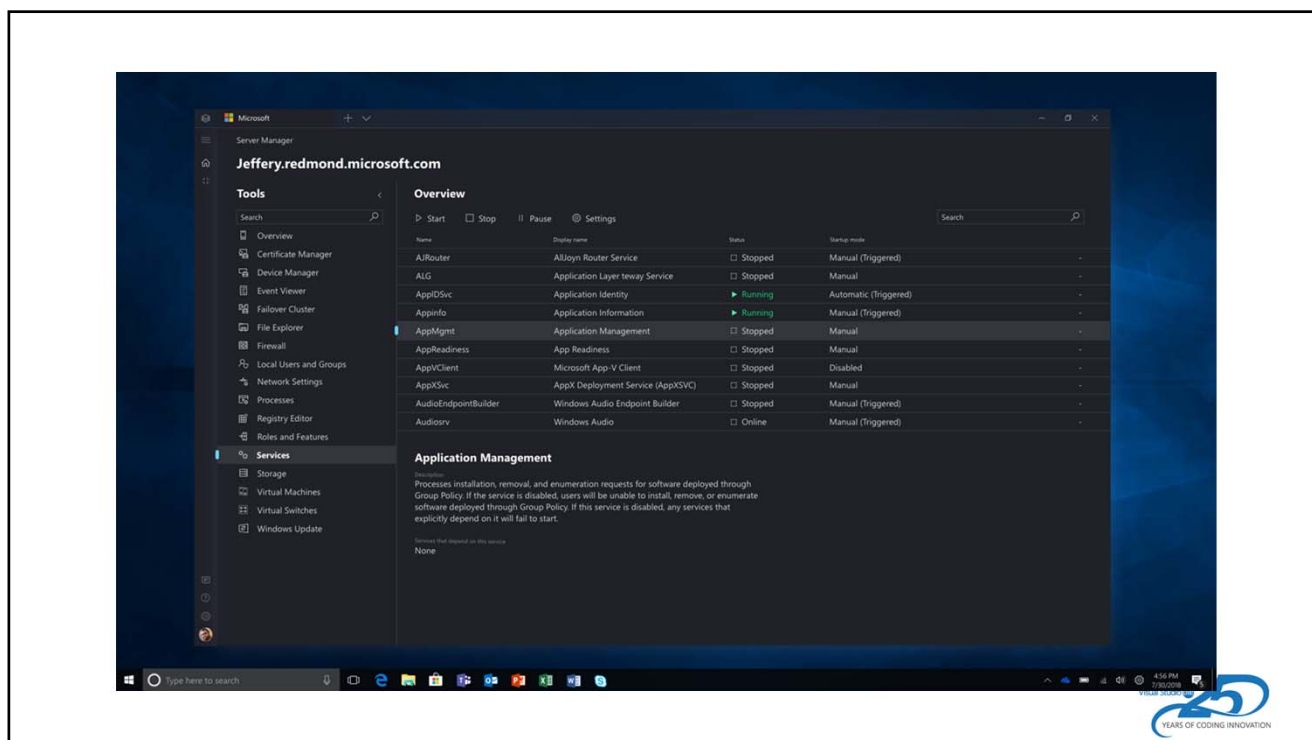 Microsoft
Server Manager
Jeffery.redmond.microsoft.com
Tools
Search
Overview
Certificate Manager
Device Manager
Event Viewer
Failover Cluster
File Explorer
Firewall
Local Users and Groups
Network Settings
Processes
Registry Editor
Roles and Features
Services
Storage
Virtual Machines
Virtual Switches
Windows Update
Overview
Start Stop Pause Settings Search
Name Display name Status Startup mode
AJRouter AllJoyn Router Service Stopped Manual (Triggered) -
ALG Application Layer teway Service Stopped Manual -
AppIDSvc Application Identity Running Automatic (Triggered) -
Appinfo Application Information Running Manual (Triggered) -
AppMgmt Application Management Stopped Manual -
AppReadiness App Readiness Stopped Manual -
AppVClient Microsoft App-V Client Stopped Disabled -
AppXSvc AppX Deployment Service (AppXSVC) Stopped Manual -
AudioEndpointBuilder Windows Audio Endpoint Builder Stopped Manual (Triggered) -
Audiosrv Windows Audio Online Manual (Triggered) -
Application Management
Description
Processes installation, removal, and enumeration requests for software deployed through
Group Policy. If the service is disabled, users will be unable to install, remove, or enumerate
software deployed through Group Policy. If this service is disabled, any services that
explicitly depend on it will fail to start.
Services that depend on this service
None
Type here to search
4:56 PM
7/30/2018
Visual Studio
25
YEARS OF CODING INNOVATION